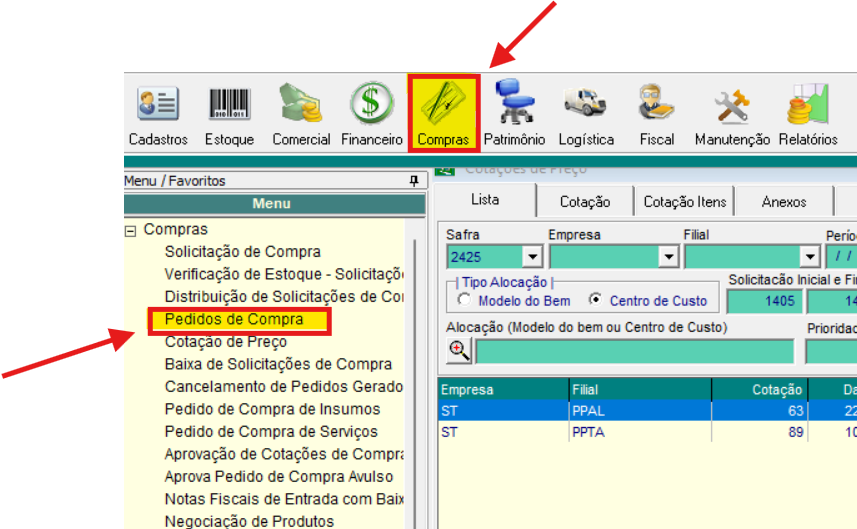 Cadastros Estoque Comercial Financeiro Compras Patrimônio Logística Fiscal Manutenção Relatórios
Menu / Favoritos
Cotações de Preço
Menu
Lista Cotação Cotação Itens Anexos
Compras
Solicitação de Compra
Verificação de Estoque - Solicitaçõ
Distribuição de Solicitações de Co
Pedidos de Compra
Cotação de Preço
Baixa de Solicitações de Compra
Cancelamento de Pedidos Gerado
Pedido de Compra de Insumos
Pedido de Compra de Serviços
Aprovação de Cotações de Compra
Aprova Pedido de Compra Avulso
Notas Fiscais de Entrada com Baix
Negociação de Produtos
Safra Empresa Filial Perío
2425 / /
Tipo Alocação Solicitacão Inicial e Fi
Modelo do Bem Centro de Custo 1405 14
Alocação (Modelo do bem ou Centro de Custo) Prioridad
Empresa Filial Cotação Da
ST PPAL 63 22
ST PPTA 89 10